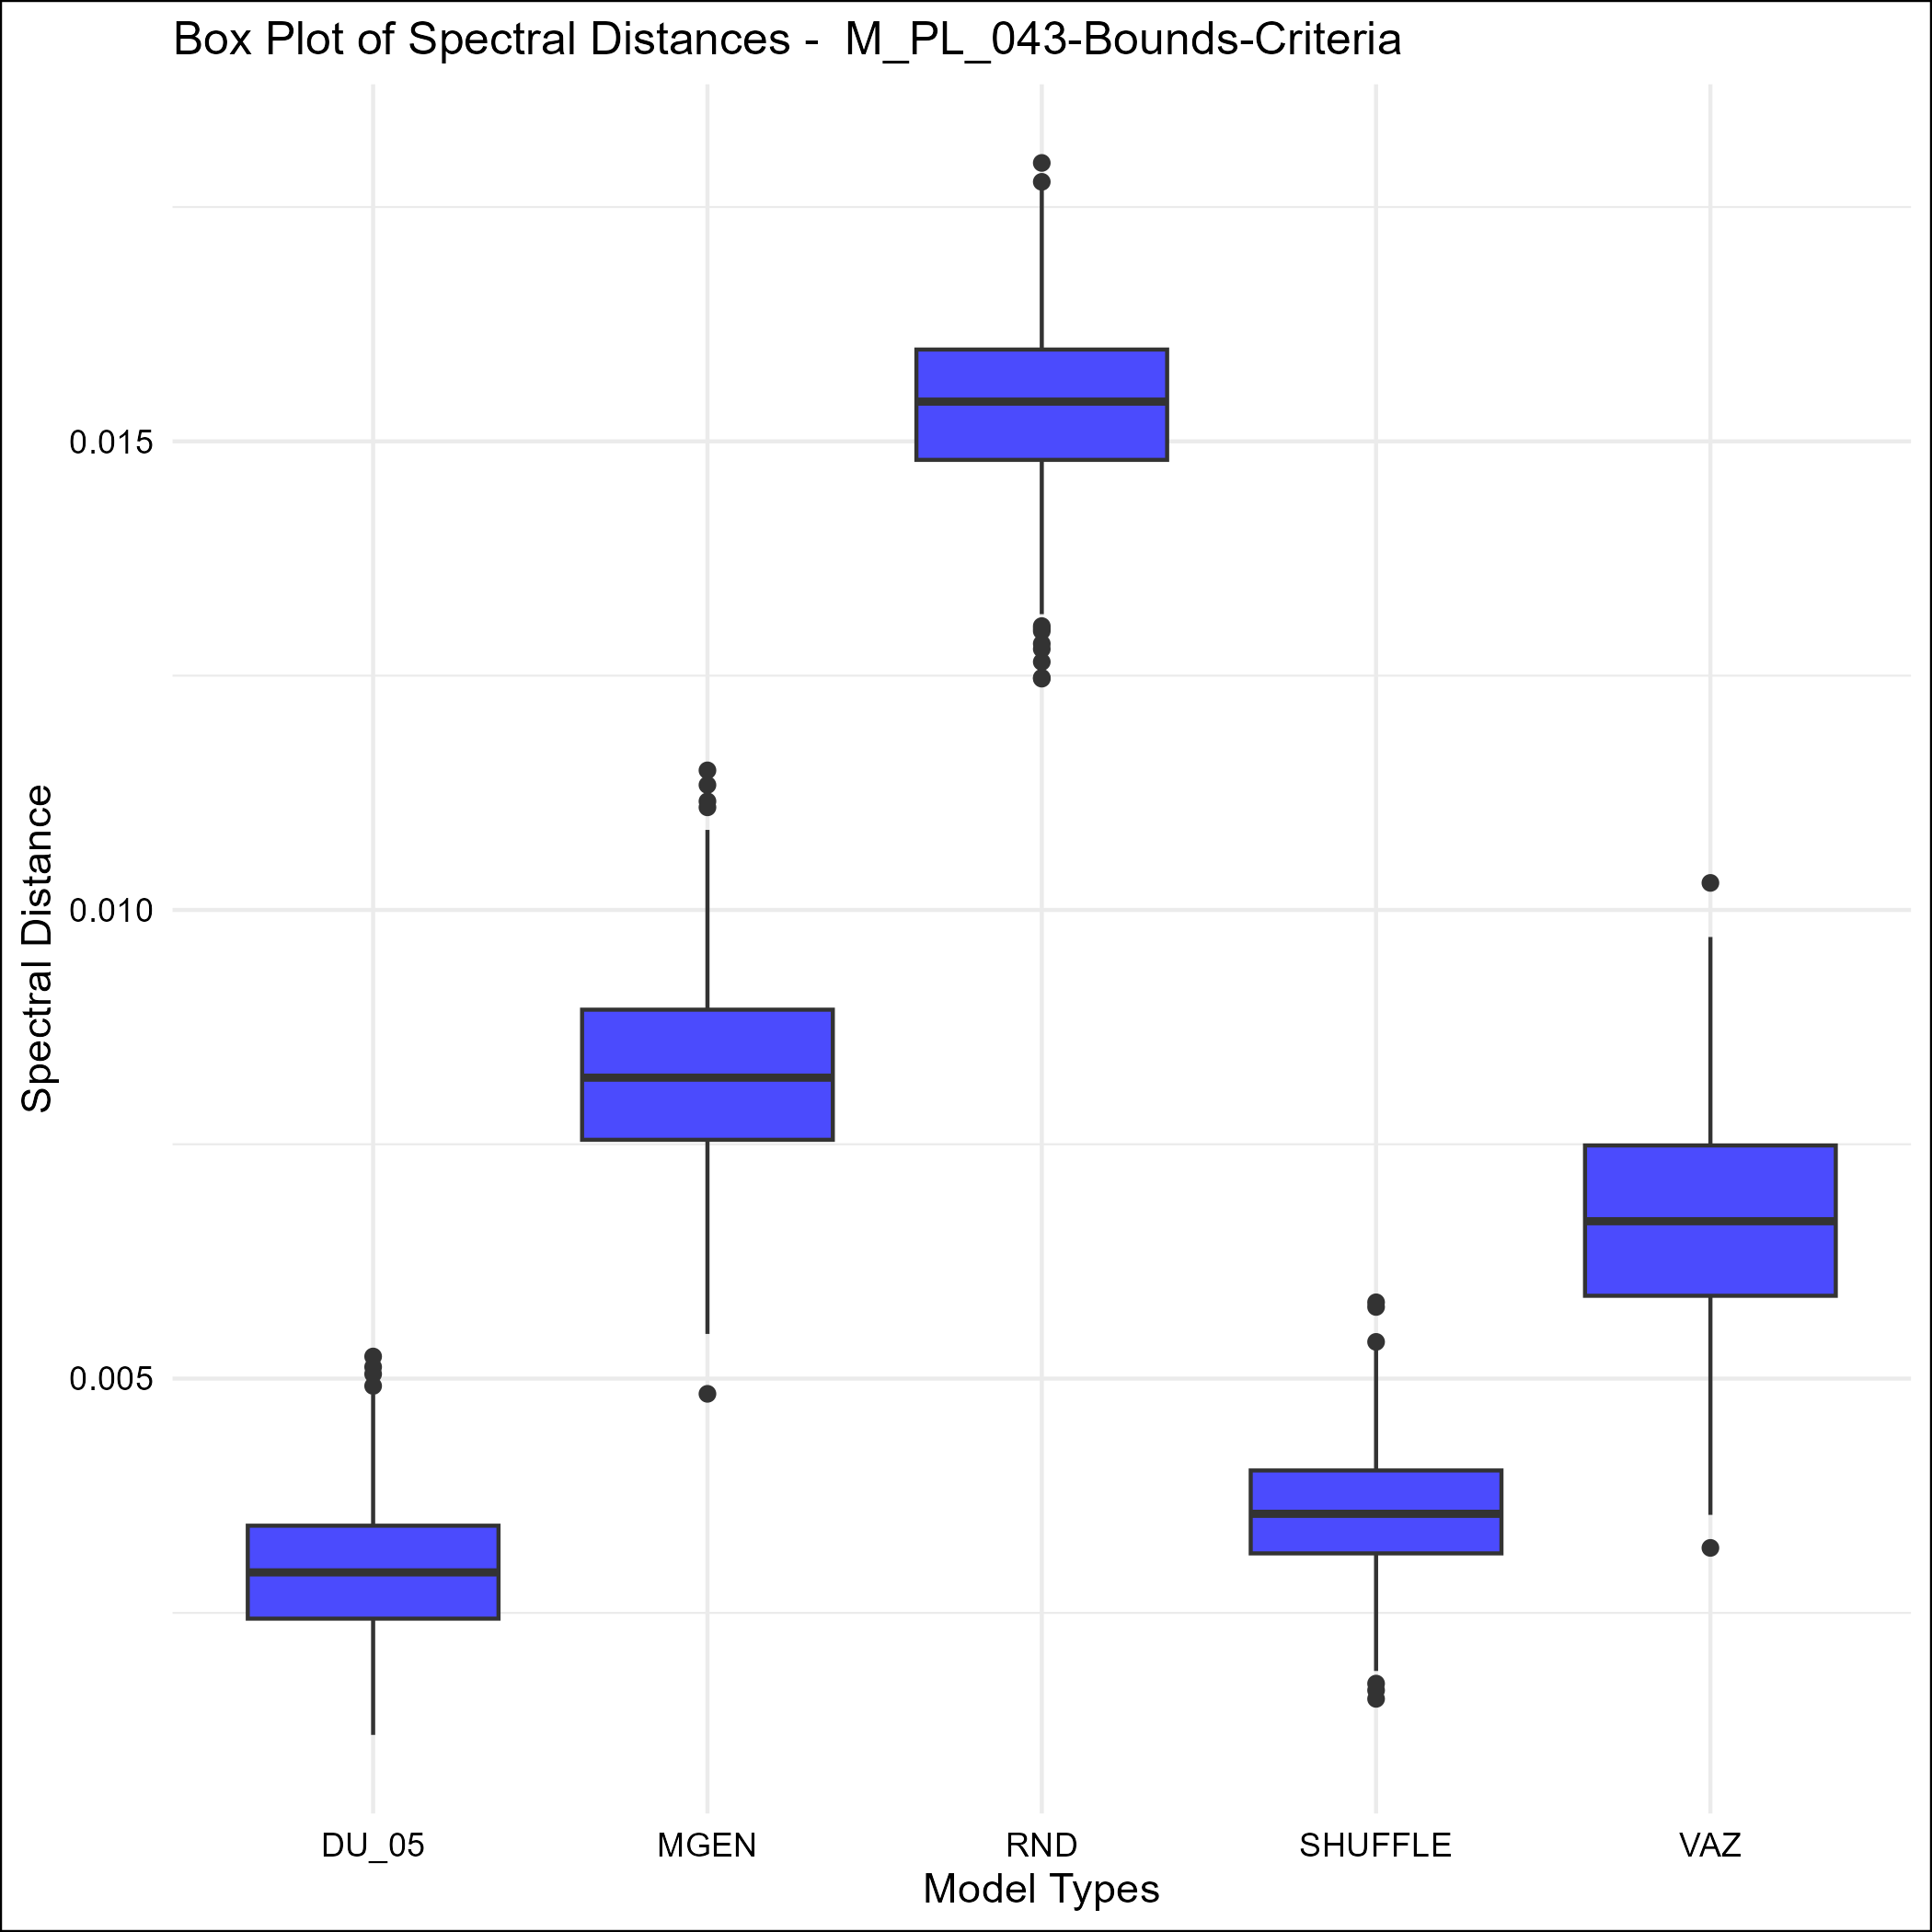 Box Plot of Spectral Distances -  M_PL_043-Bounds-Criteria
Spectral Distance
0.015
0.010
0.005
DU_05 MGEN RND SHUFFLE VAZ
Model Types